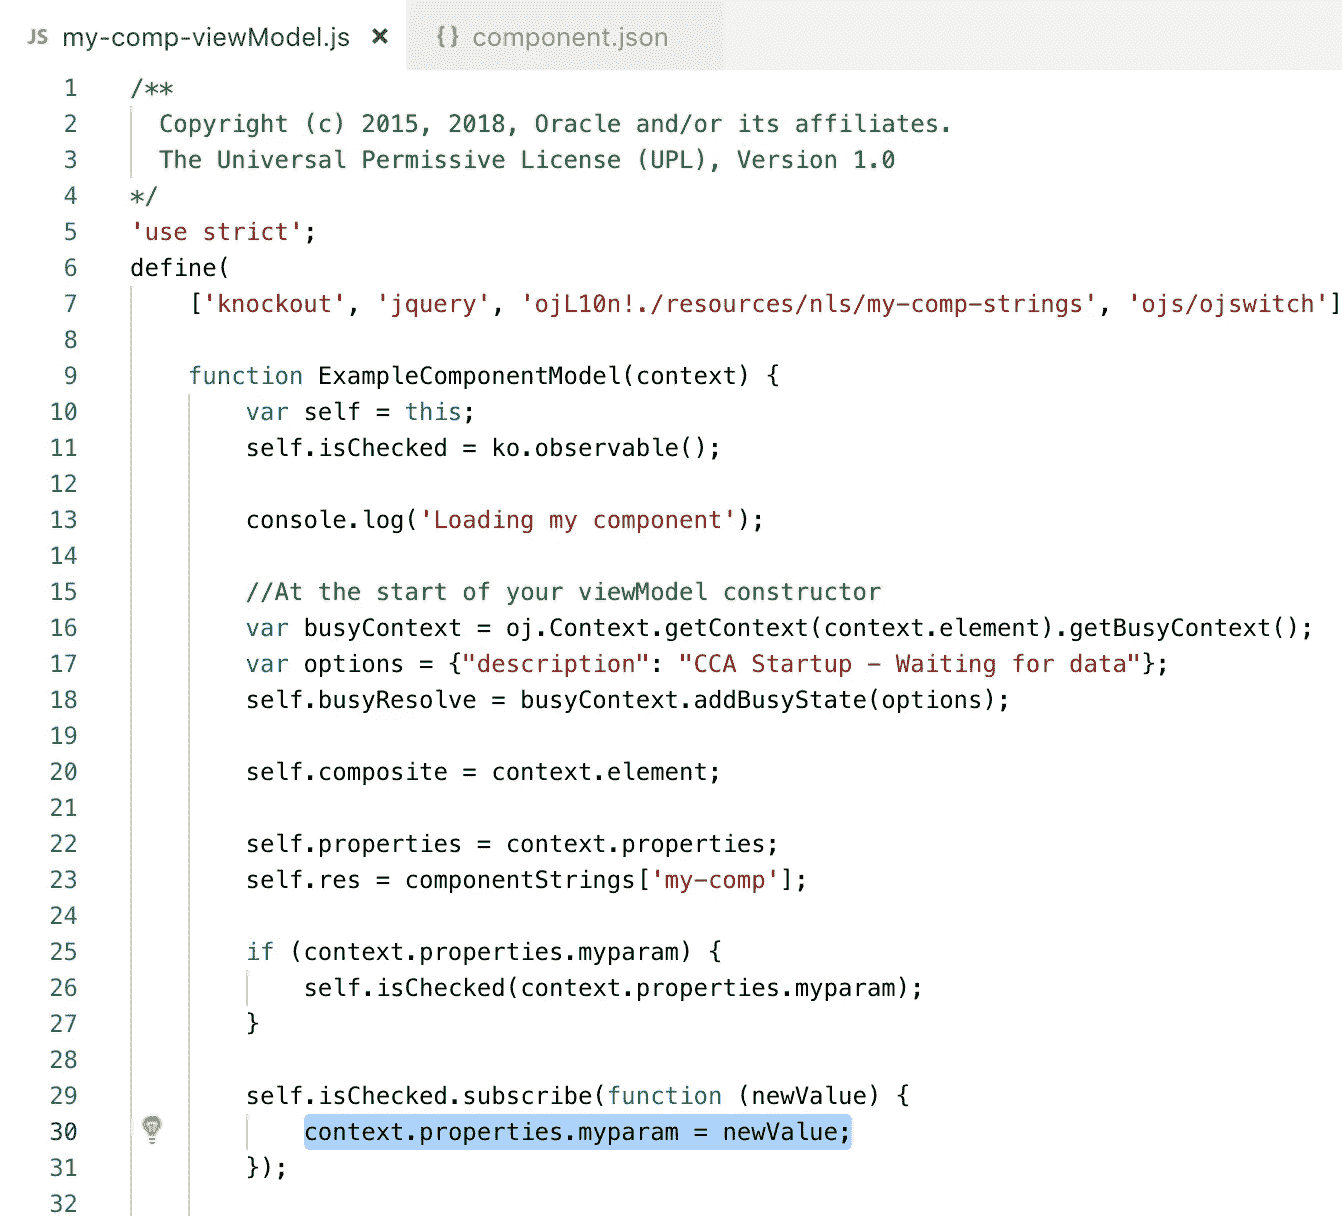 JS my-comp-viewModel.js × {} component.json
1 /**
2 Copyright (c) 2015, 2018, Oracle and/or its affiliates.
3 The Universal Permissive License (UPL), Version 1.0
4 */
5 'use strict';
6 define(
7 ['knockout', 'jquery', 'ojL10n!./resources/nls/my-comp-strings', 'ojs/ojswitch']
8
9 function ExampleComponentModel(context) {
10 var self = this;
11 self.isChecked = ko.observable();
12
13 console.log('Loading my component');
14
15 //At the start of your viewModel constructor
16 var busyContext = oj.Context.getContext(context.element).getBusyContext();
17 var options = {"description": "CCA Startup - Waiting for data"};
18 self.busyResolve = busyContext.addBusyState(options);
19
20 self.composite = context.element;
21
22 self.properties = context.properties;
23 self.res = componentStrings['my-comp'];
24
25 if (context.properties.myparam) {
26 self.isChecked(context.properties.myparam);
27 }
28
29 self.isChecked.subscribe(function (newValue) {
30 context.properties.myparam = newValue;
31 });
32